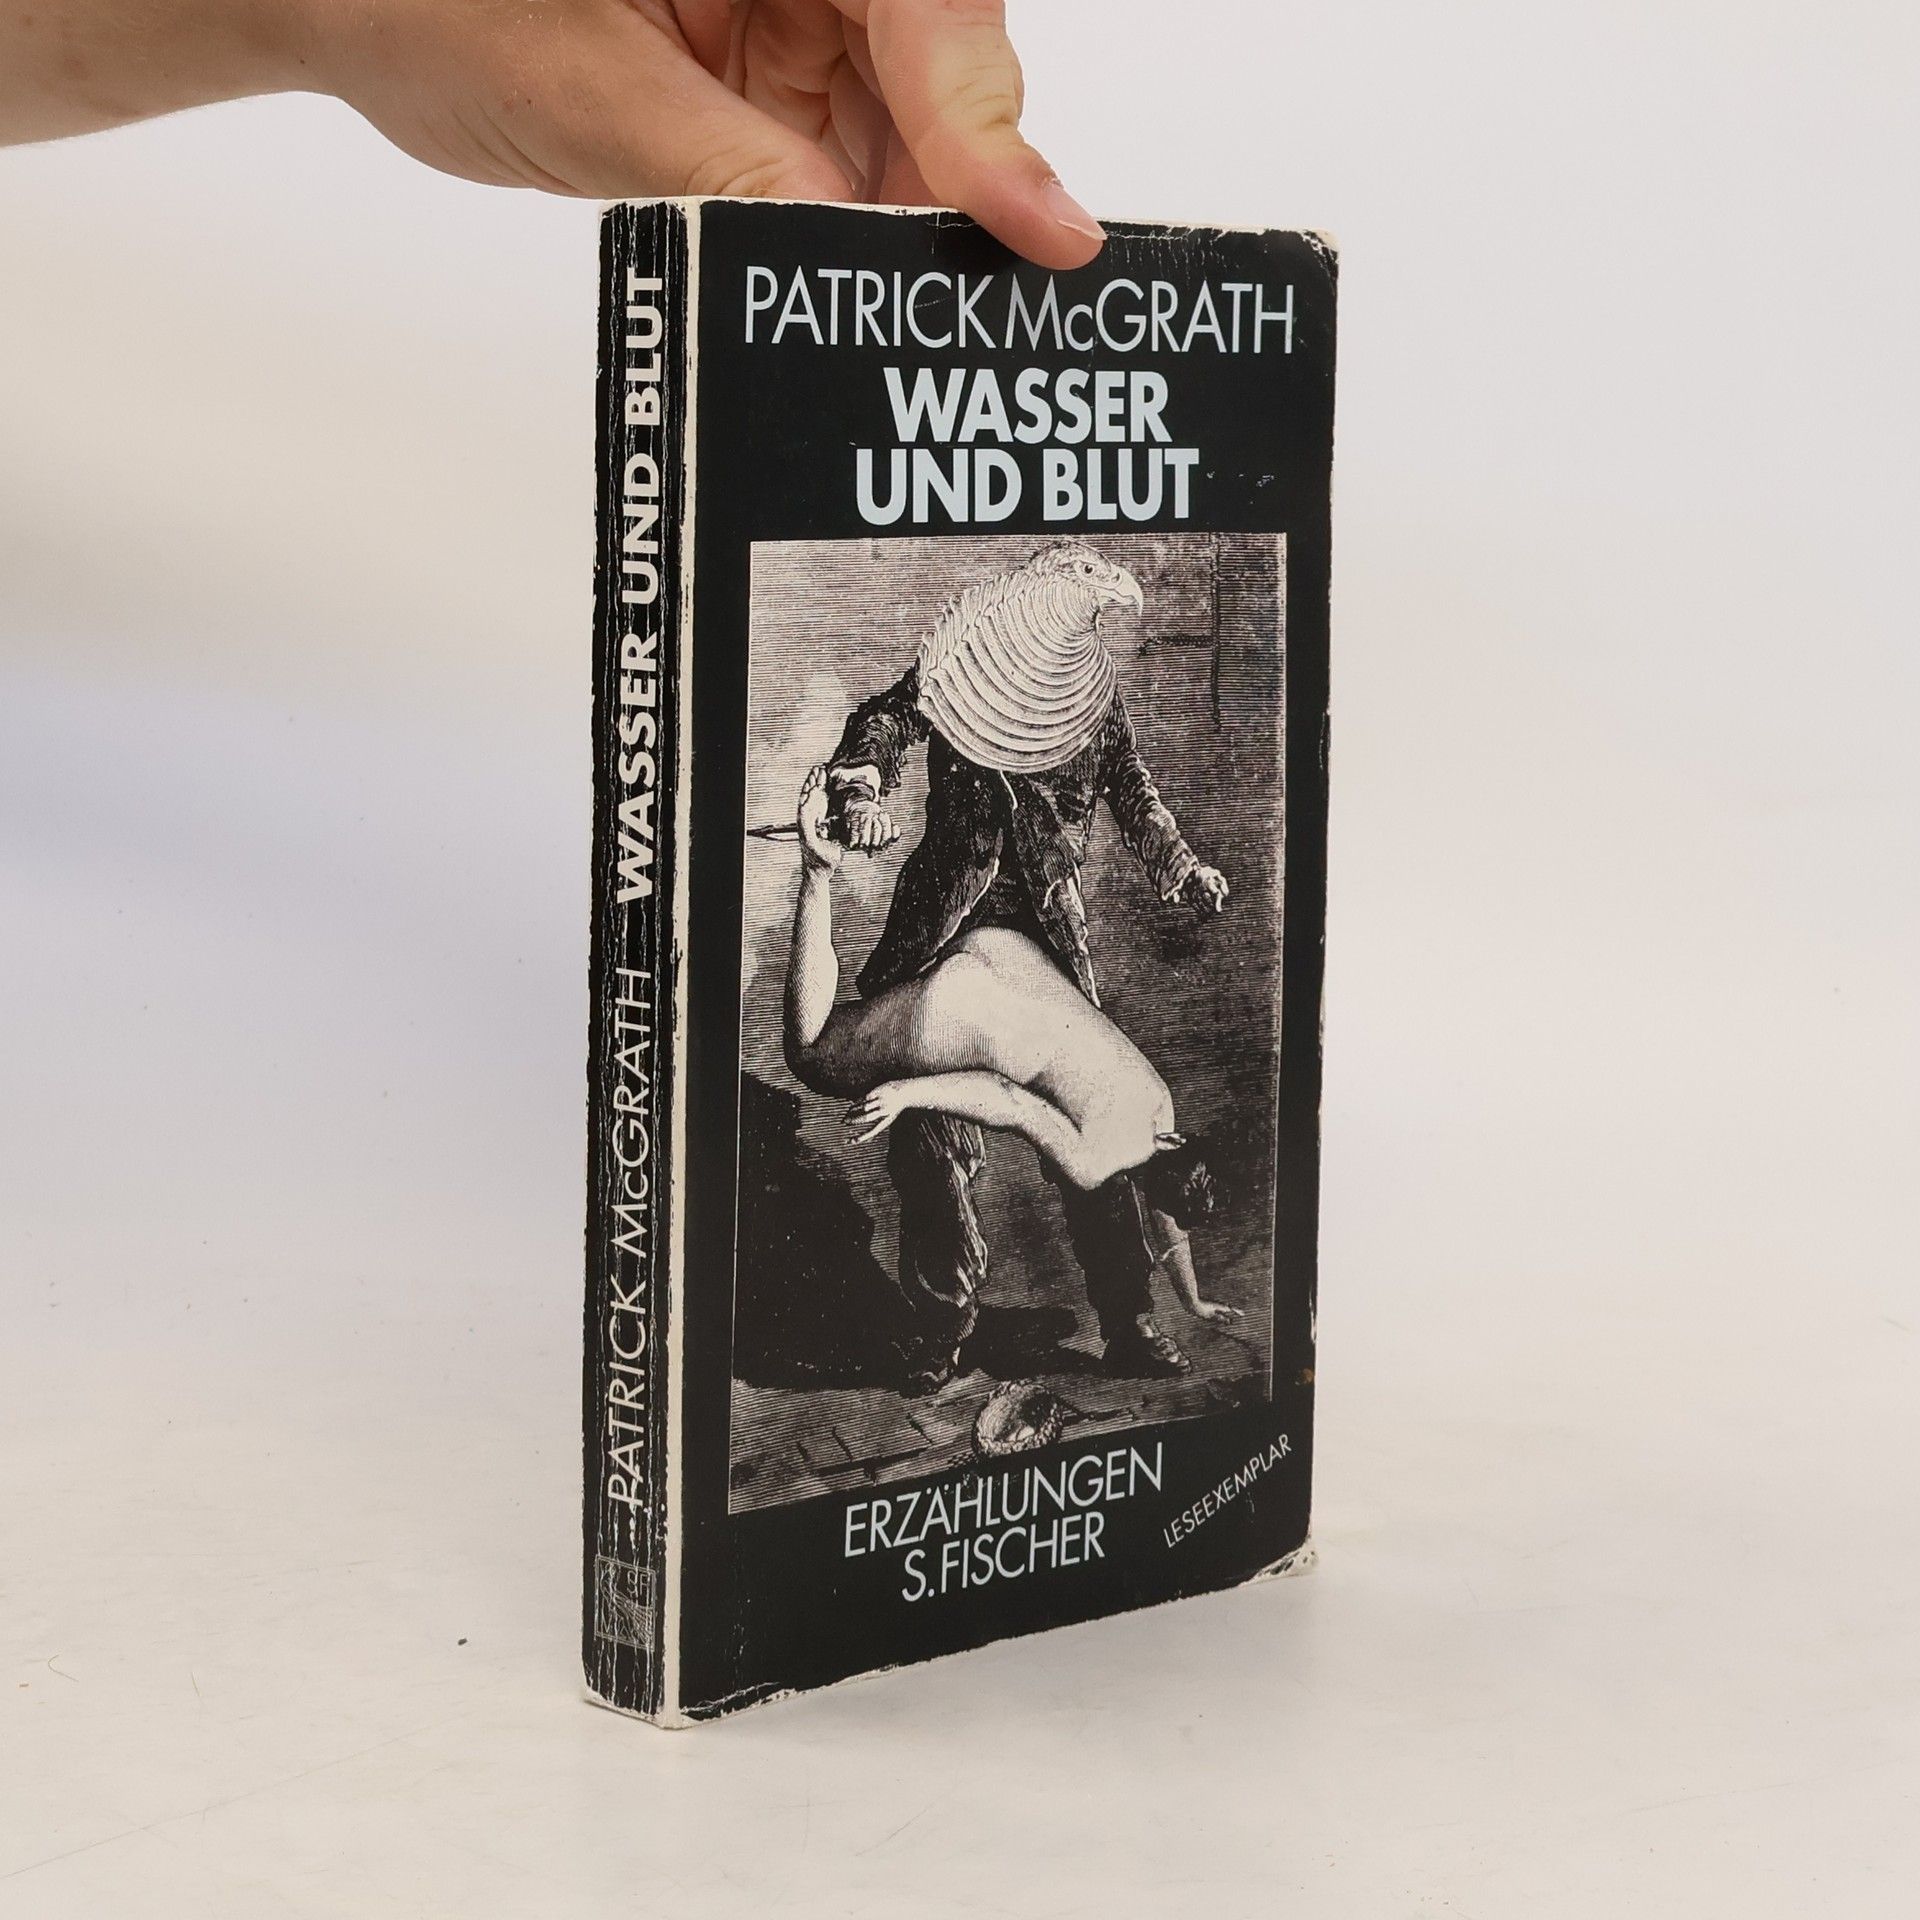 PATRICK McGRATH
WASSER
UND BLUT
ERZÄHLUNGEN
S. FISCHER
LESEEXEMPLAR
PATRICK McGRATH WASSER UND BLUT